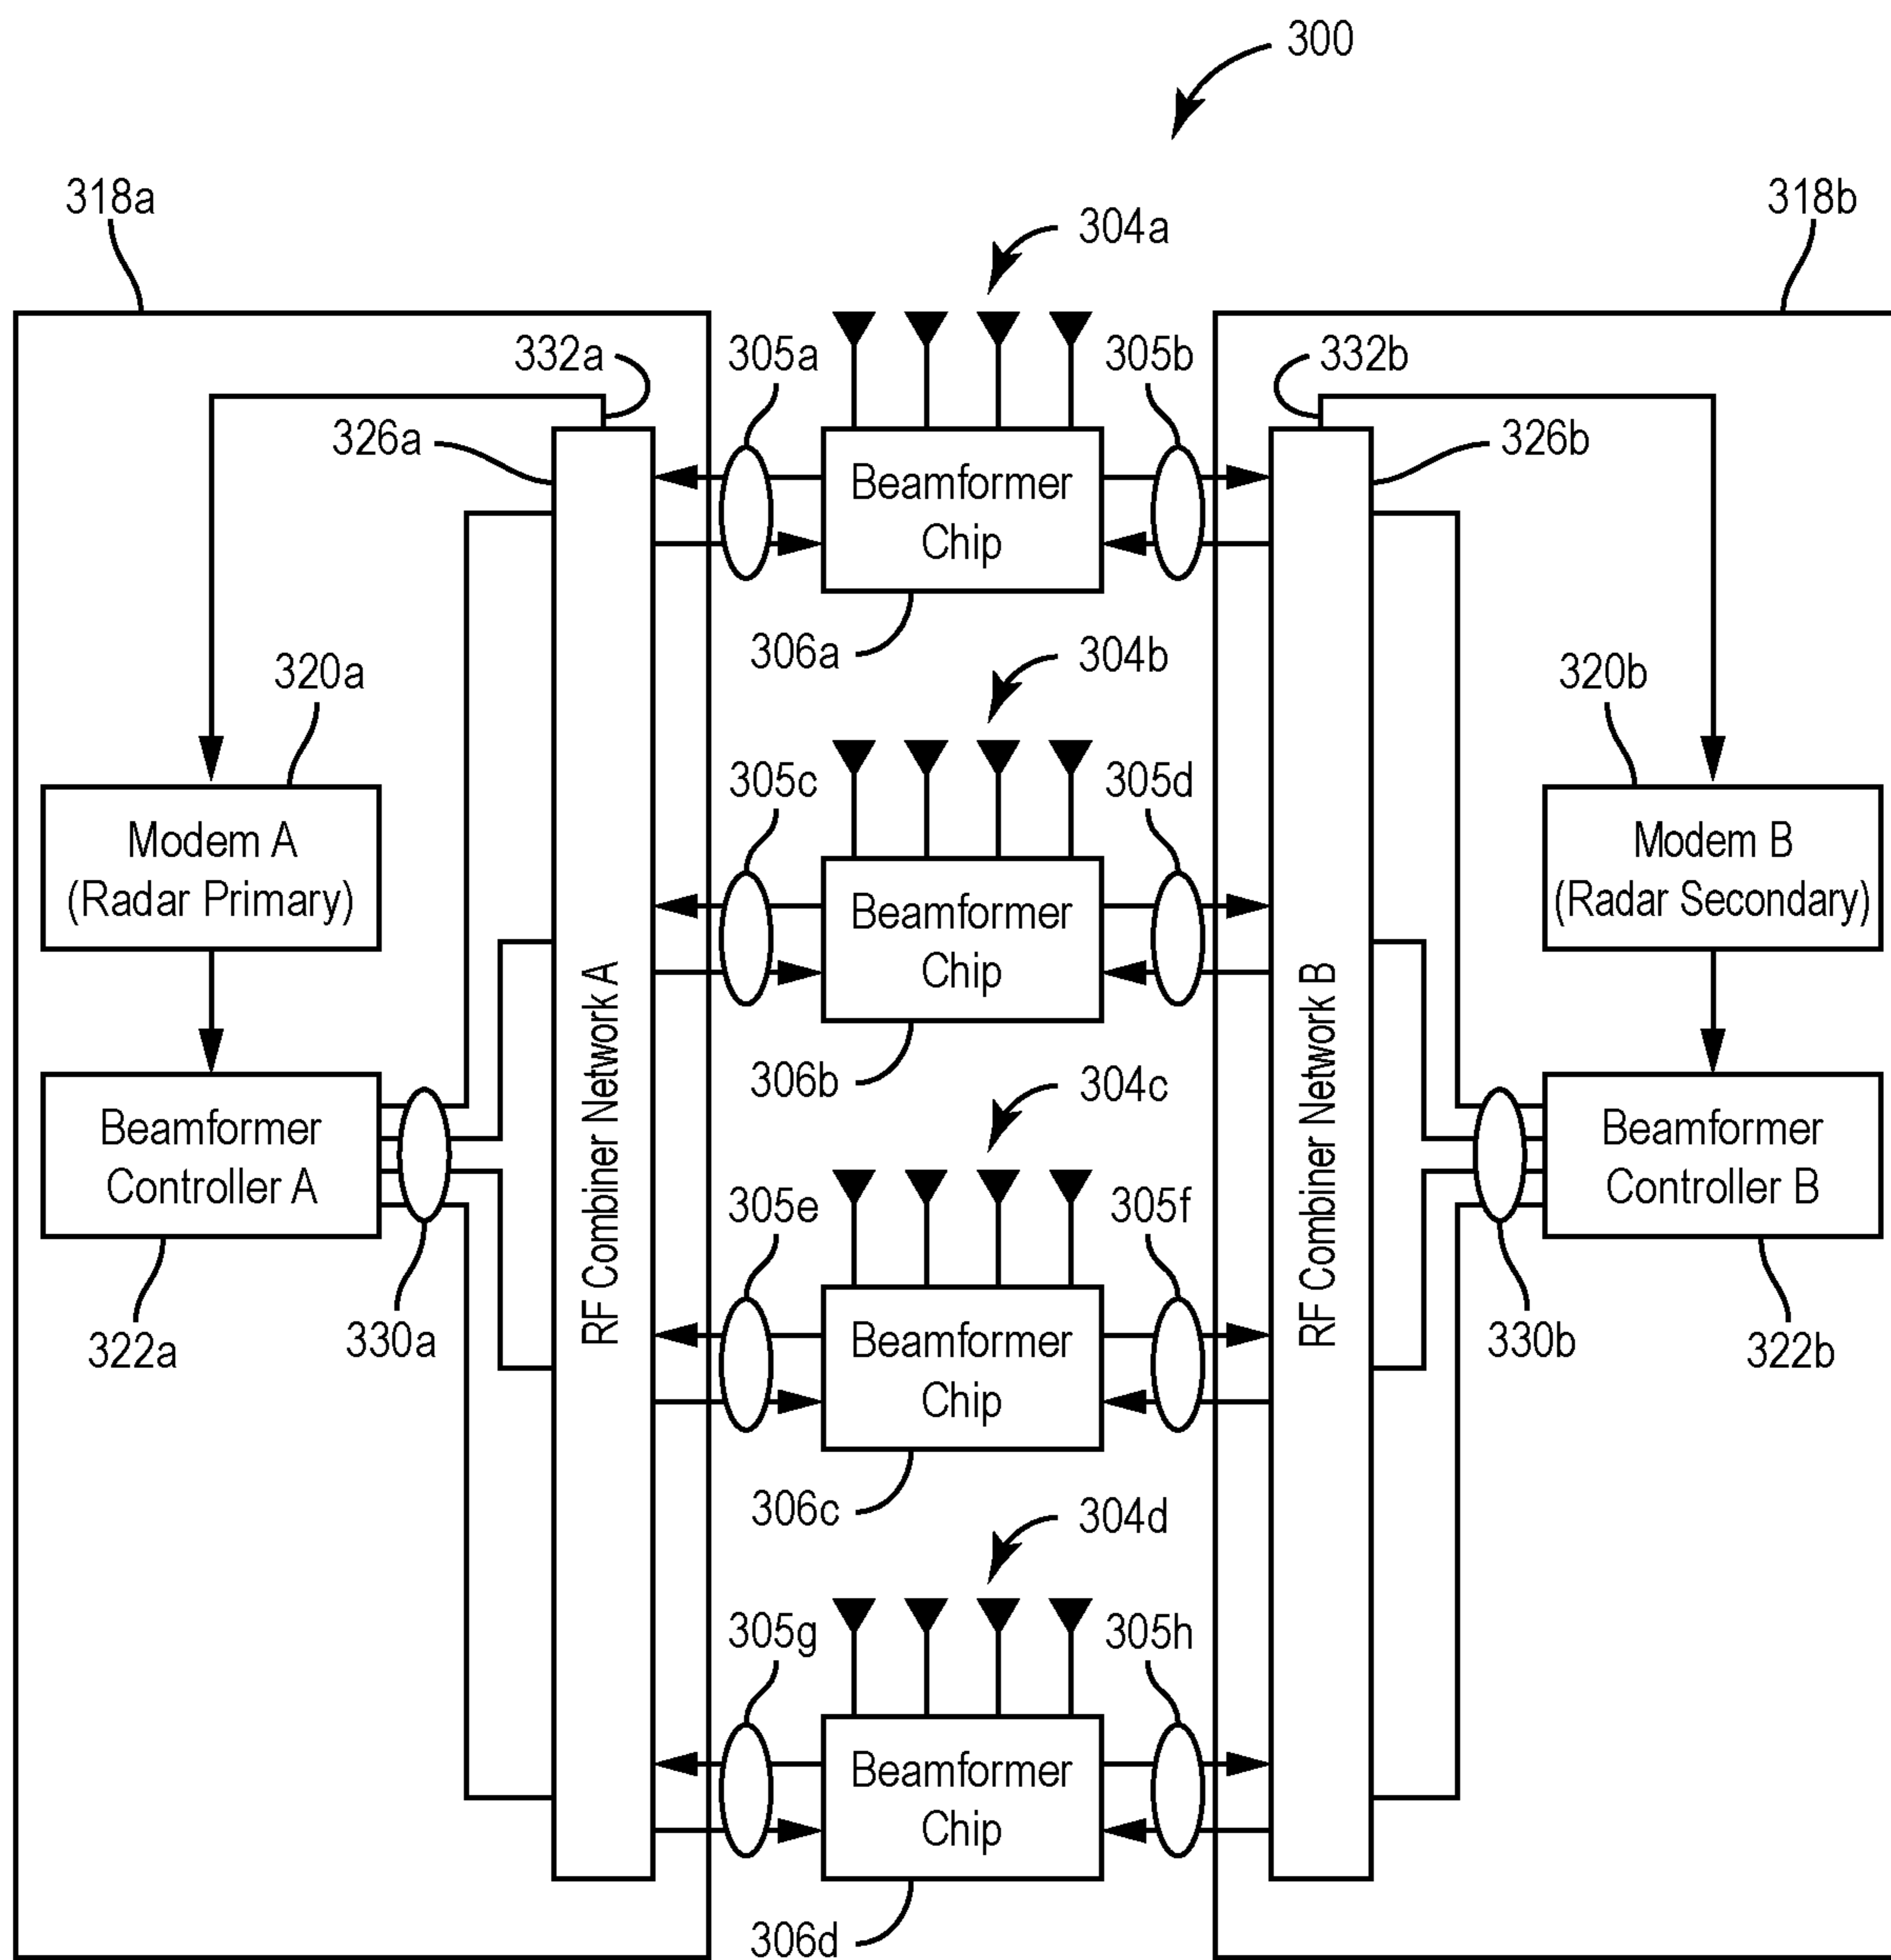 300
318a
318b
304a
332a
305a
305b
332b
326a
326b
Beamformer
Chip
306a
304b
320a
320b
305c
305d
Modem A
(Radar Primary)
Modem B
(Radar Secondary)
Beamformer
Chip
RF Combiner Network A
RF Combiner Network B
306b
304c
Beamformer
Controller A
Beamformer
Controller B
305e
305f
322a
330a
330b
322b
Beamformer
Chip
306c
304d
305g
305h
Beamformer
Chip
306d